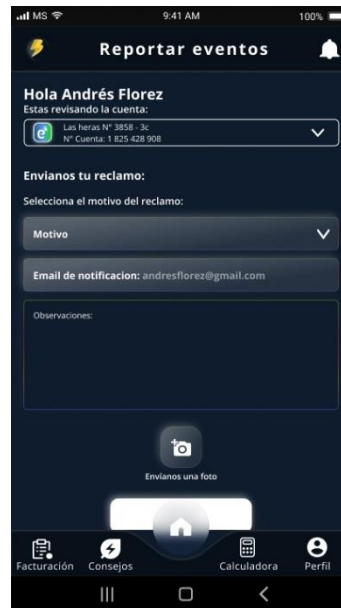 MS
9:41 AM
100%
Reportar eventos
Hola Andrés Florez
Estas revisando la cuenta:
Las heras N° 3858 - 3c
N° Cuenta: 1 825 428 908
Envianos tu reclamo:
Selecciona el motivo del reclamo:
Motivo
Email de notificacion: andresflorez@gmail.com
Observaciones:
Envíanos una foto
Facturación Consejos Calculadora Perfil